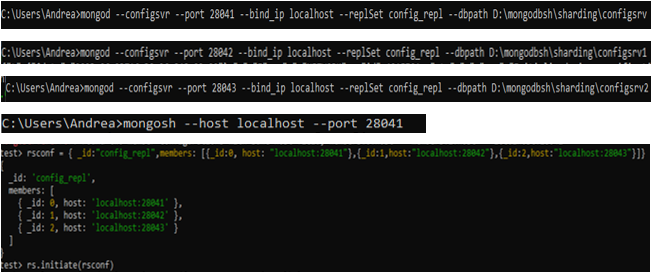 C:\Users\Andrea>mongod --configsvr --port 28041 --bind_ip localhost --replSet config_repl --dbpath D:\mongodbsh\sharding\configsrv
C:\Users\Andrea>mongod --configsvr --port 28042 --bind_ip localhost --replSet config_repl --dbpath D:\mongodbsh\sharding\configsrv1
C:\Users\Andrea>mongod --configsvr --port 28043 --bind_ip localhost --replSet config_repl --dbpath D:\mongodbsh\sharding\configsrv2
C:\Users\Andrea>mongosh --host localhost --port 28041
test> rsconf = { _id:"config_repl",members: [{_id:0, host: "localhost:28041"},{_id:1,host:"localhost:28042"},{_id:2,host:"localhost:28043"}]}
{
_id: 'config_repl',
members: [
{ _id: 0, host: 'localhost:28041' },
{ _id: 1, host: 'localhost:28042' },
{ _id: 2, host: 'localhost:28043' }
]
}
test> rs.initiate(rsconf)